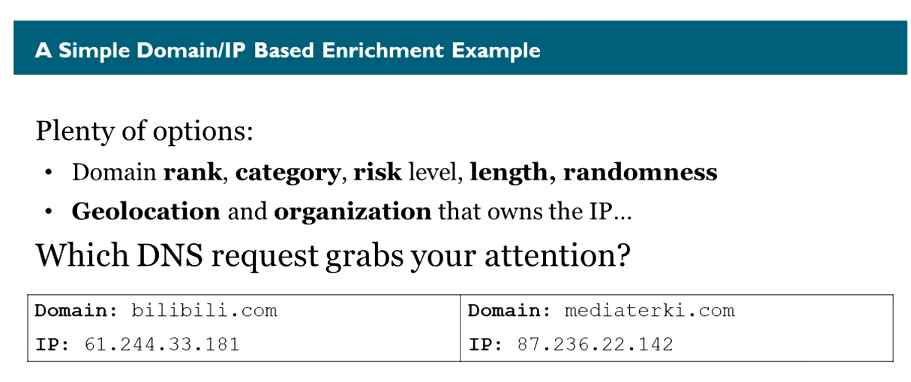 A Simple Domain/IP Based Enrichment Example
Plenty of options:
• Domain rank, category, risk level, length, randomness
• Geolocation and organization that owns the IP…
Which DNS request grabs your attention?
Domain: bilibili.com
IP: 61.244.33.181
Domain: mediaterki.com
IP: 87.236.22.142